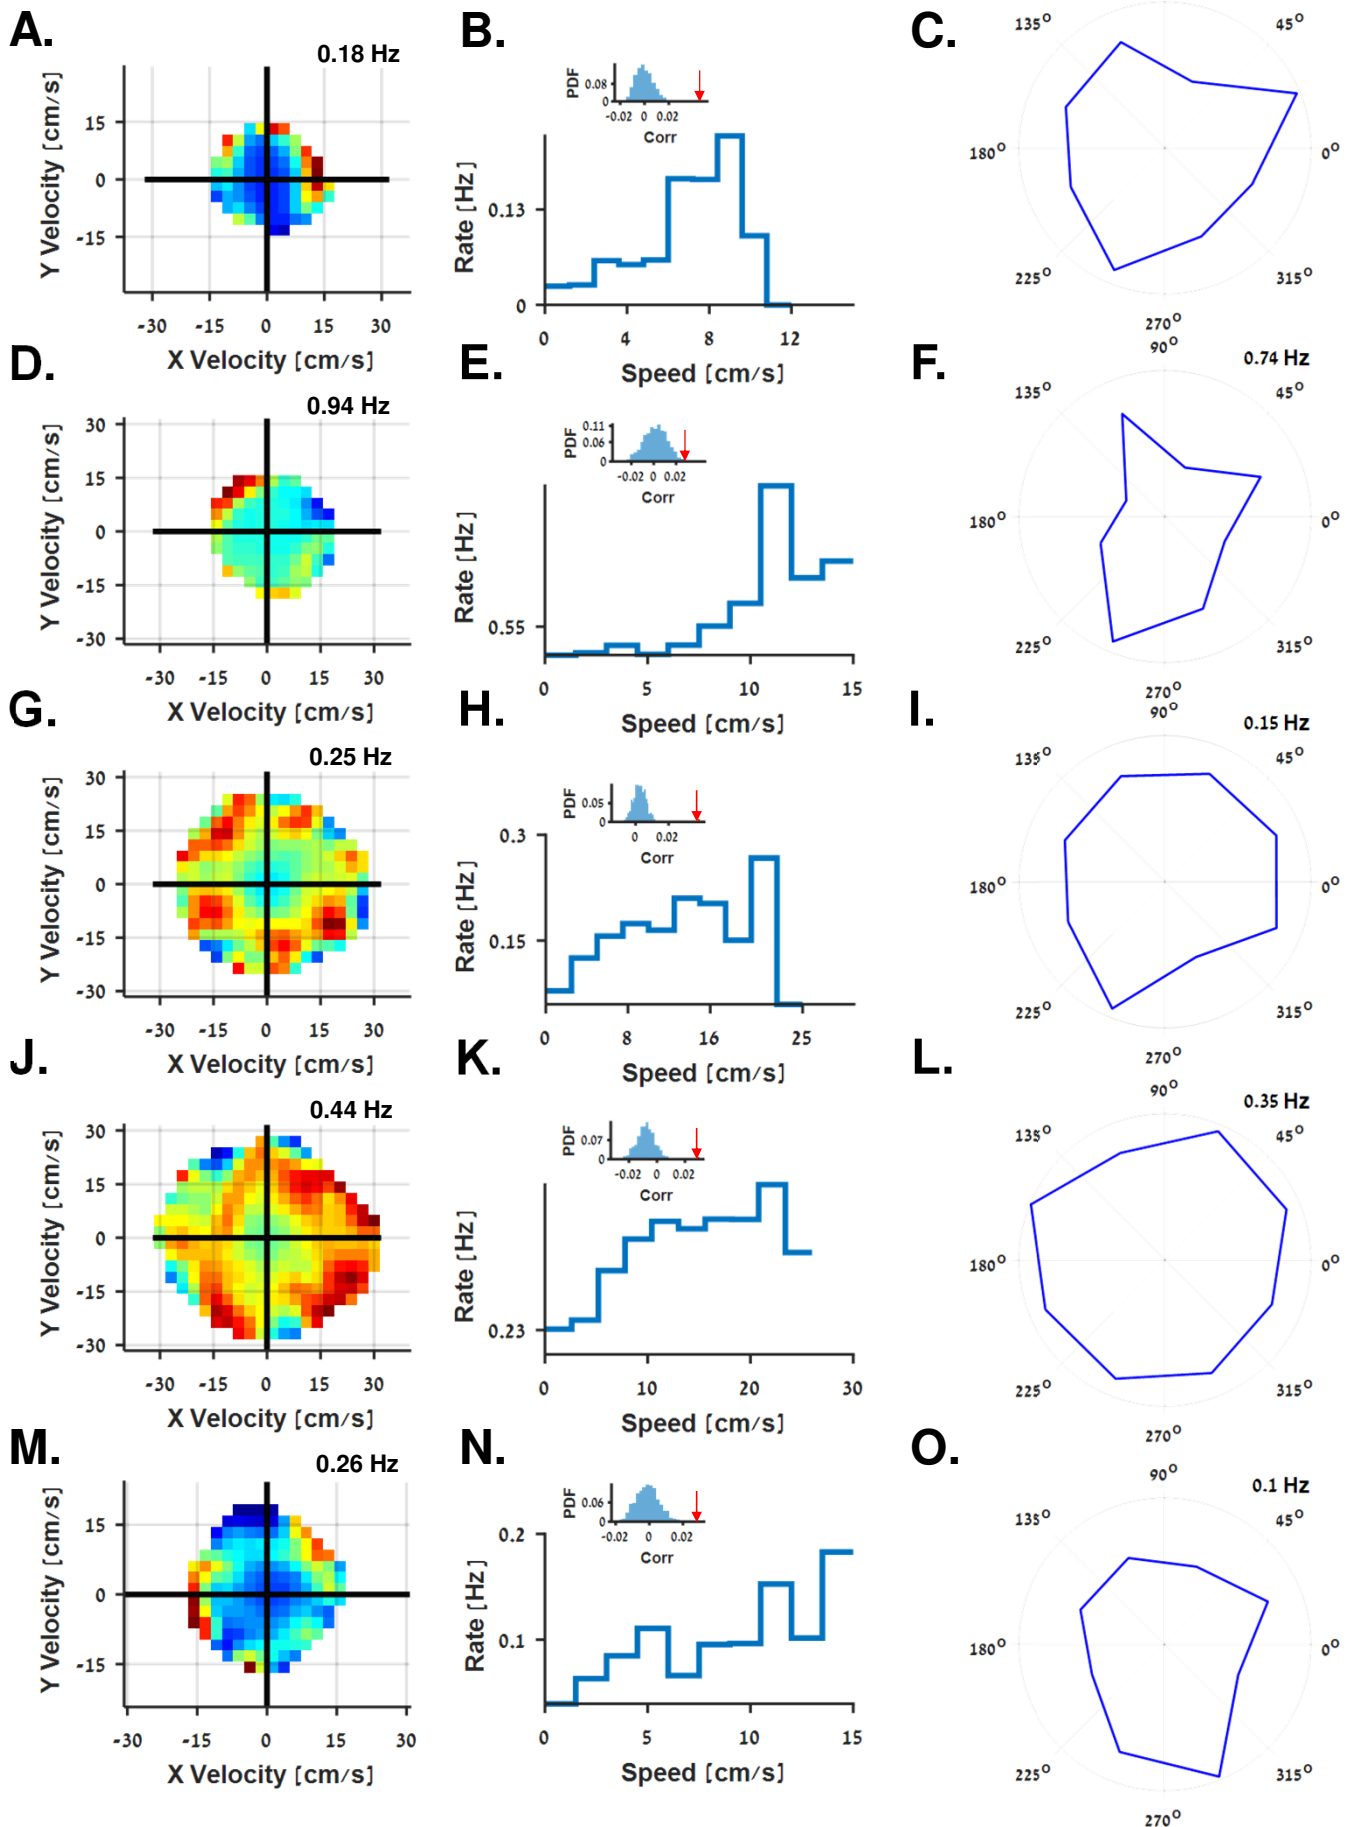 A.
0.18 Hz
Y Velocity [cm/s]
15
0
-15
-30 -15 0 15 30
X Velocity [cm/s]
B.
PDF
0.08
0
-0.02 0 0.02
Corr
Rate [Hz]
0.13
0
0 4 8 12
Speed [cm/s]
C.
135°
45°
180°
0°
225°
315°
270°
D.
0.94 Hz
Y Velocity [cm/s]
30
15
0
-15
-30
-30 -15 0 15 30
X Velocity [cm/s]
E.
PDF
0.11
0.06
0
-0.02 0 0.02
Corr
Rate [Hz]
0.55
0 5 10 15
Speed [cm/s]
F.
90°
0.74 Hz
135°
45°
180°
0°
225°
315°
270°
G.
0.25 Hz
Y Velocity [cm/s]
30
15
0
-15
-30
-30 -15 0 15 30
X Velocity [cm/s]
H.
PDF
0.05
0
0 0.02
Corr
Rate [Hz]
0.3
0.15
0 8 16 25
Speed [cm/s]
I.
90°
0.15 Hz
135°
45°
180°
0°
225°
315°
270°
J.
0.44 Hz
Y Velocity [cm/s]
30
15
0
-15
-30
-30 -15 0 15 30
X Velocity [cm/s]
K.
PDF
0.07
0
-0.02 0 0.02
Corr
Rate [Hz]
0.23
0 10 20 30
Speed [cm/s]
L.
90°
0.35 Hz
135°
45°
180°
0°
225°
315°
270°
M.
0.26 Hz
Y Velocity [cm/s]
15
0
-15
-30 -15 0 15 30
X Velocity [cm/s]
N.
PDF
0.06
0
-0.02 0 0.02
Corr
Rate [Hz]
0.2
0.1
0 5 10 15
Speed [cm/s]
O.
90°
0.1 Hz
135°
45°
180°
0°
225°
315°
270°